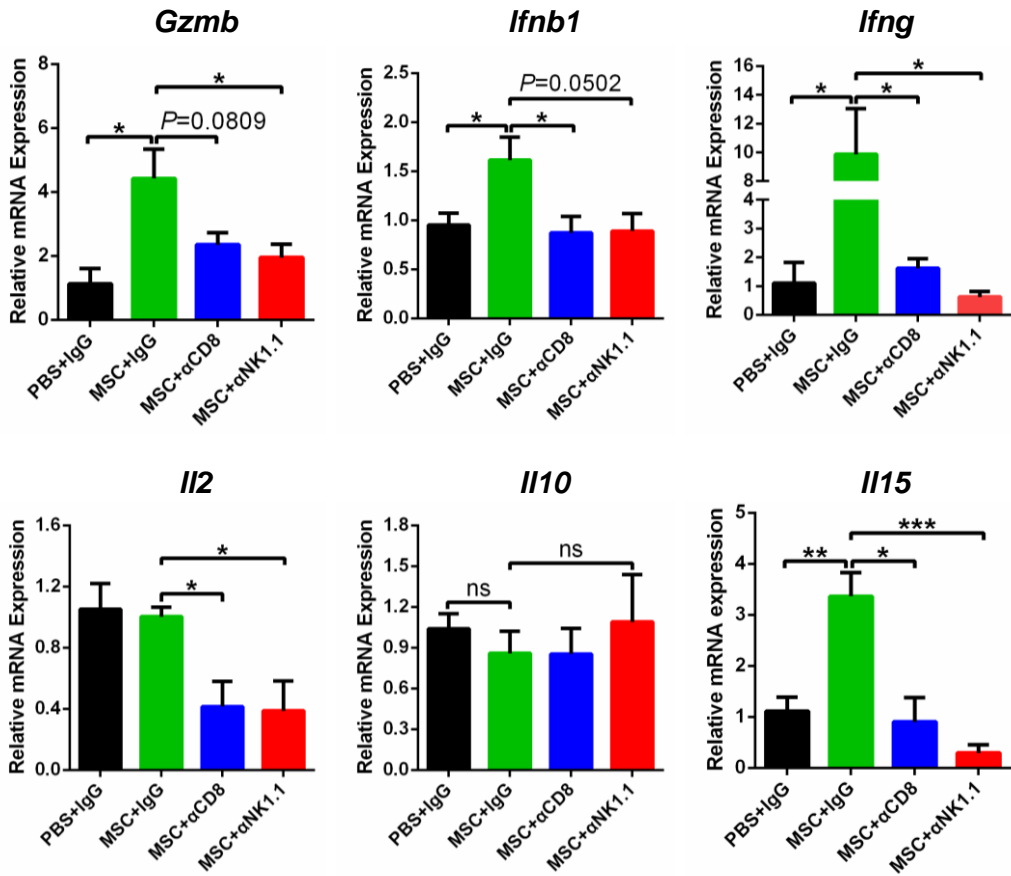 Gzmb
Relative mRNA Expression
8
6
4
2
0
*
P=0.0809
*
PBS+IgG
MSC+IgG
MSC+αCD8
MSC+αNK1.1
Ifnb1
Relative mRNA Expression
2.5
2.0
1.5
1.0
0.5
0.0
P=0.0502
*
*
PBS+IgG
MSC+IgG
MSC+αCD8
MSC+αNK1.1
Ifng
Relative mRNA Expression
16
14
12
10
8
4
3
2
1
0
*
*
*
PBS+IgG
MSC+IgG
MSC+αCD8
MSC+αNK1.1
Il2
Relative mRNA Expression
1.6
1.2
0.8
0.4
0.0
*
*
PBS+IgG
MSC+IgG
MSC+αCD8
MSC+αNK1.1
Il10
Relative mRNA Expression
1.8
1.5
1.2
0.9
0.6
0.3
0.0
ns
ns
PBS+IgG
MSC+IgG
MSC+αCD8
MSC+αNK1.1
Il15
Relative mRNA expression
5
4
3
2
1
0
***
**
*
PBS+IgG
MSC+IgG
MSC+αCD8
MSC+αNK1.1